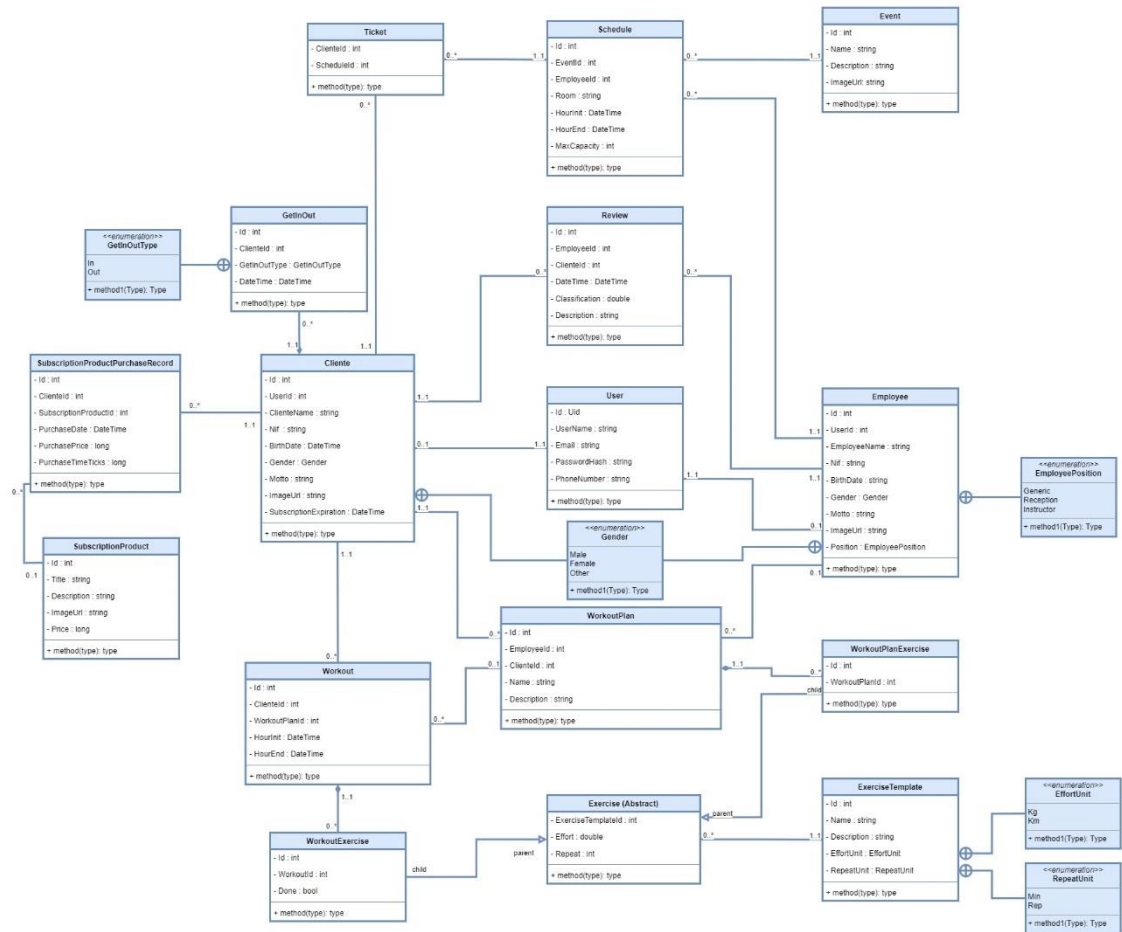 Ticket
- ClienteId : int
- ScheduleId : int
+ method(type): type
0..*
0..*
1..1
Schedule
- Id : int
- EventId : int
- EmployeeId : int
- Room : string
- HourInit : DateTime
- HourEnd : DateTime
- MaxCapacity : int
+ method(type): type
0..*
1..1
0..*
Event
- Id : int
- Name : string
- Description : string
- ImageUrl: string
+ method(type): type
<<enumeration>>
GetInOutType
In
Out
+ method1(Type): Type
GetInOut
- Id : int
- ClienteId : int
- GetInOutType : GetInOutType
- DateTime : DateTime
+ method(type): type
0..*
1..1
1..1
Review
- Id : int
- EmployeeId : int
- ClienteId : int
- DateTime : DateTime
- Classification : double
- Description : string
+ method(type): type
0..*
0..*
SubscriptionProductPurchaseRecord
- Id : int
- ClienteId : int
- SubscriptionProductId : int
- PurchaseDate : DateTime
- PurchasePrice : long
- PurchaseTimeTicks : long
+ method(type): type
0..*
1..1
0..*
0..1
Cliente
- Id : int
- UserId : int
- ClienteName : string
- Nif : string
- BirthDate : DateTime
- Gender : Gender
- Motto : string
- ImageUrl : string
- SubscriptionExpiration : DateTime
+ method(type): type
1..1
0..1
1..1
1..1
1..1
User
- Id : Uid
- UserName : string
- Email : string
- PasswordHash : string
- PhoneNumber : string
+ method(type): type
1..1
0..1
Employee
- Id : int
- UserId : int
- EmployeeName : string
- Nif : string
- BirthDate : string
- Gender : Gender
- Motto : string
- ImageUrl : string
- Position : EmployeePosition
+ method(type): type
1..1
1..1
0..1
<<enumeration>>
EmployeePosition
Generic
Reception
Instructor
+ method1(Type): Type
<<enumeration>>
Gender
Male
Female
Other
+ method1(Type): Type
SubscriptionProduct
- Id : int
- Title : string
- Description : string
- ImageUrl : string
- Price : long
+ method(type): type
WorkoutPlan
- Id : int
- EmployeeId : int
- ClienteId : int
- Name : string
- Description : string
+ method(type): type
0..*
0..1
0..*
1..1
0..*
child
WorkoutPlanExercise
- Id : int
- WorkoutPlanId : int
+ method(type): type
0..*
Workout
- Id : int
- ClienteId : int
- WorkoutPlanId : int
- HourInit : DateTime
- HourEnd : DateTime
+ method(type): type
0..*
1..1
0..*
WorkoutExercise
- Id : int
- WorkoutId : int
- Done : bool
+ method(type): type
child
parent
Exercise (Abstract)
- ExerciseTemplateId : int
- Effort : double
- Repeat : int
+ method(type): type
parent
0..*
1..1
ExerciseTemplate
- Id : int
- Name : string
- Description : string
- EffortUnit : EffortUnit
- RepeatUnit : RepeatUnit
+ method(type): type
<<enumeration>>
EffortUnit
Kg
Km
+ method1(Type): Type
<<enumeration>>
RepeatUnit
Min
Rep
+ method1(Type): Type